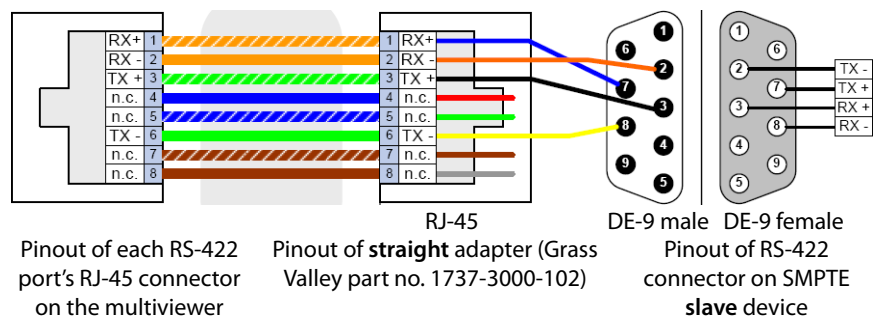 RX+ 1
RX - 2
TX + 3
n.c. 4
n.c. 5
TX - 6
n.c. 7
n.c. 8
1 RX+
2 RX -
3 TX +
4 n.c.
5 n.c.
6 TX -
7 n.c.
8 n.c.
1
6
2
7
3
8
4
9
5
1
6
2
7
3
8
4
9
5
TX -
TX +
RX +
RX -
RJ-45
DE-9 male
DE-9 female
Pinout of each RS-422
port's RJ-45 connector
on the multiviewer
Pinout of straight adapter (Grass
Valley part no. 1737-3000-102)
Pinout of RS-422
connector on SMPTE
slave device